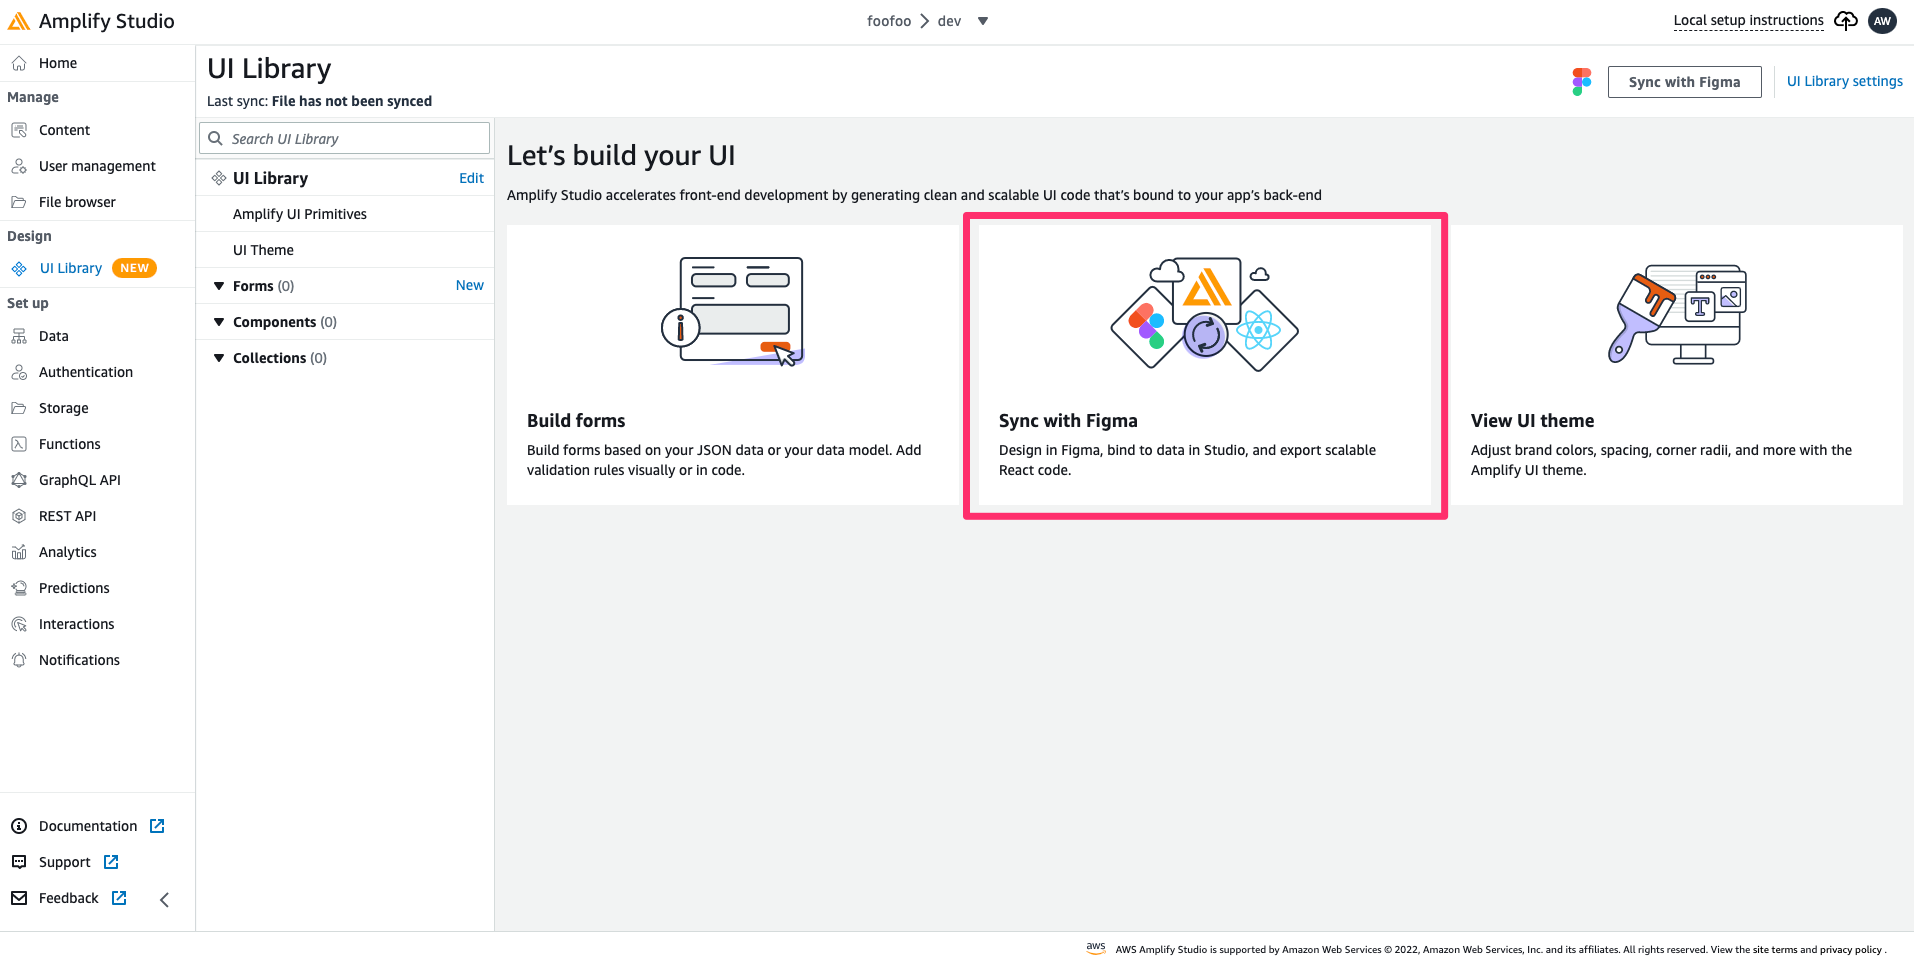 Amplify Studio
foofoo dev
Local setup instructions
AW
Home
Manage
Content
User management
File browser
Design
UI Library NEW
Set up
Data
Authentication
Storage
Functions
GraphQL API
REST API
Analytics
Predictions
Interactions
Notifications
Documentation
Support
Feedback
UI Library
Last sync: File has not been synced
Sync with Figma
UI Library settings
Search UI Library
UI Library Edit
Amplify UI Primitives
UI Theme
Forms (0) New
Components (0)
Collections (0)
Let’s build your UI
Amplify Studio accelerates front-end development by generating clean and scalable UI code that’s bound to your app’s back-end
Build forms
Build forms based on your JSON data or your data model. Add
validation rules visually or in code.
Sync with Figma
Design in Figma, bind to data in Studio, and export scalable
React code.
T
View UI theme
Adjust brand colors, spacing, corner radii, and more with the
Amplify UI theme.
aws AWS Amplify Studio is supported by Amazon Web Services © 2022, Amazon Web Services, Inc. and its affiliates. All rights reserved. View the site terms and privacy policy .